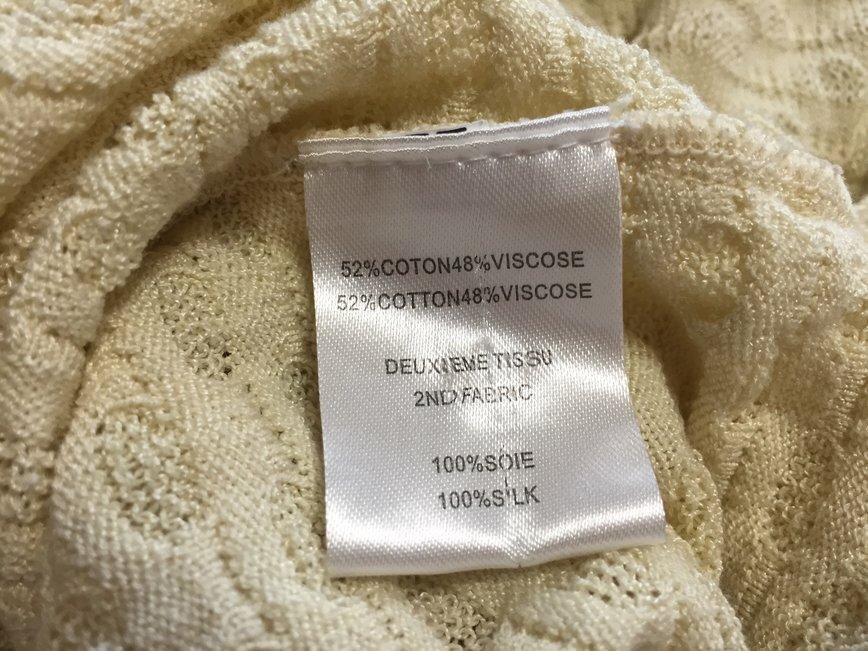 52%COTON48%VISCOSE
52%COTTON48%VISCOSE
DEUXIEME TISSU
2ND FABRIC
100%SOIE
100%SILK